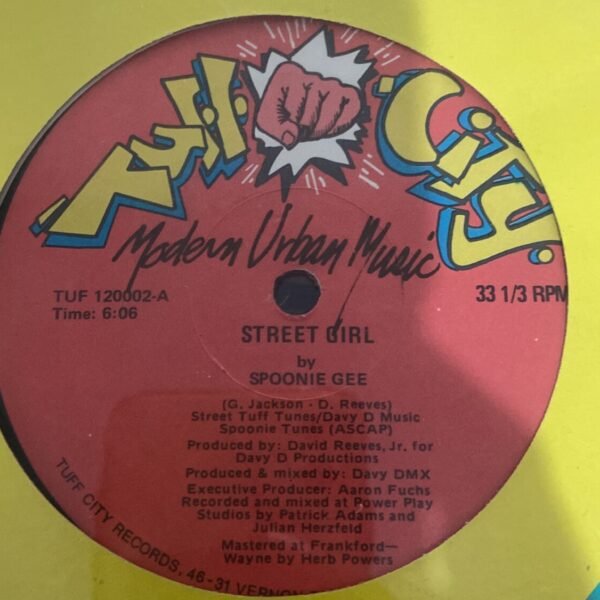 Tuff City
Modern Urban Music
TUF 120002-A
Time: 6:06
33 1/3 RPM
STREET GIRL
by
SPOONIE GEE
(G. Jackson - D. Reeves)
Street Tuff Tunes/Davy D Music
Spoonie Tunes (ASCAP)
Produced by: David Reeves, Jr. for
Davy D Productions
Produced & mixed by: Davy DMX
Executive Producer: Aaron Fuchs
Recorded and mixed at Power Play
Studios by Patrick Adams and
Julian Herzfeld
Mastered at Frankford—
Wayne by Herb Powers
TUFF CITY RECORDS, 46-31 VERNON